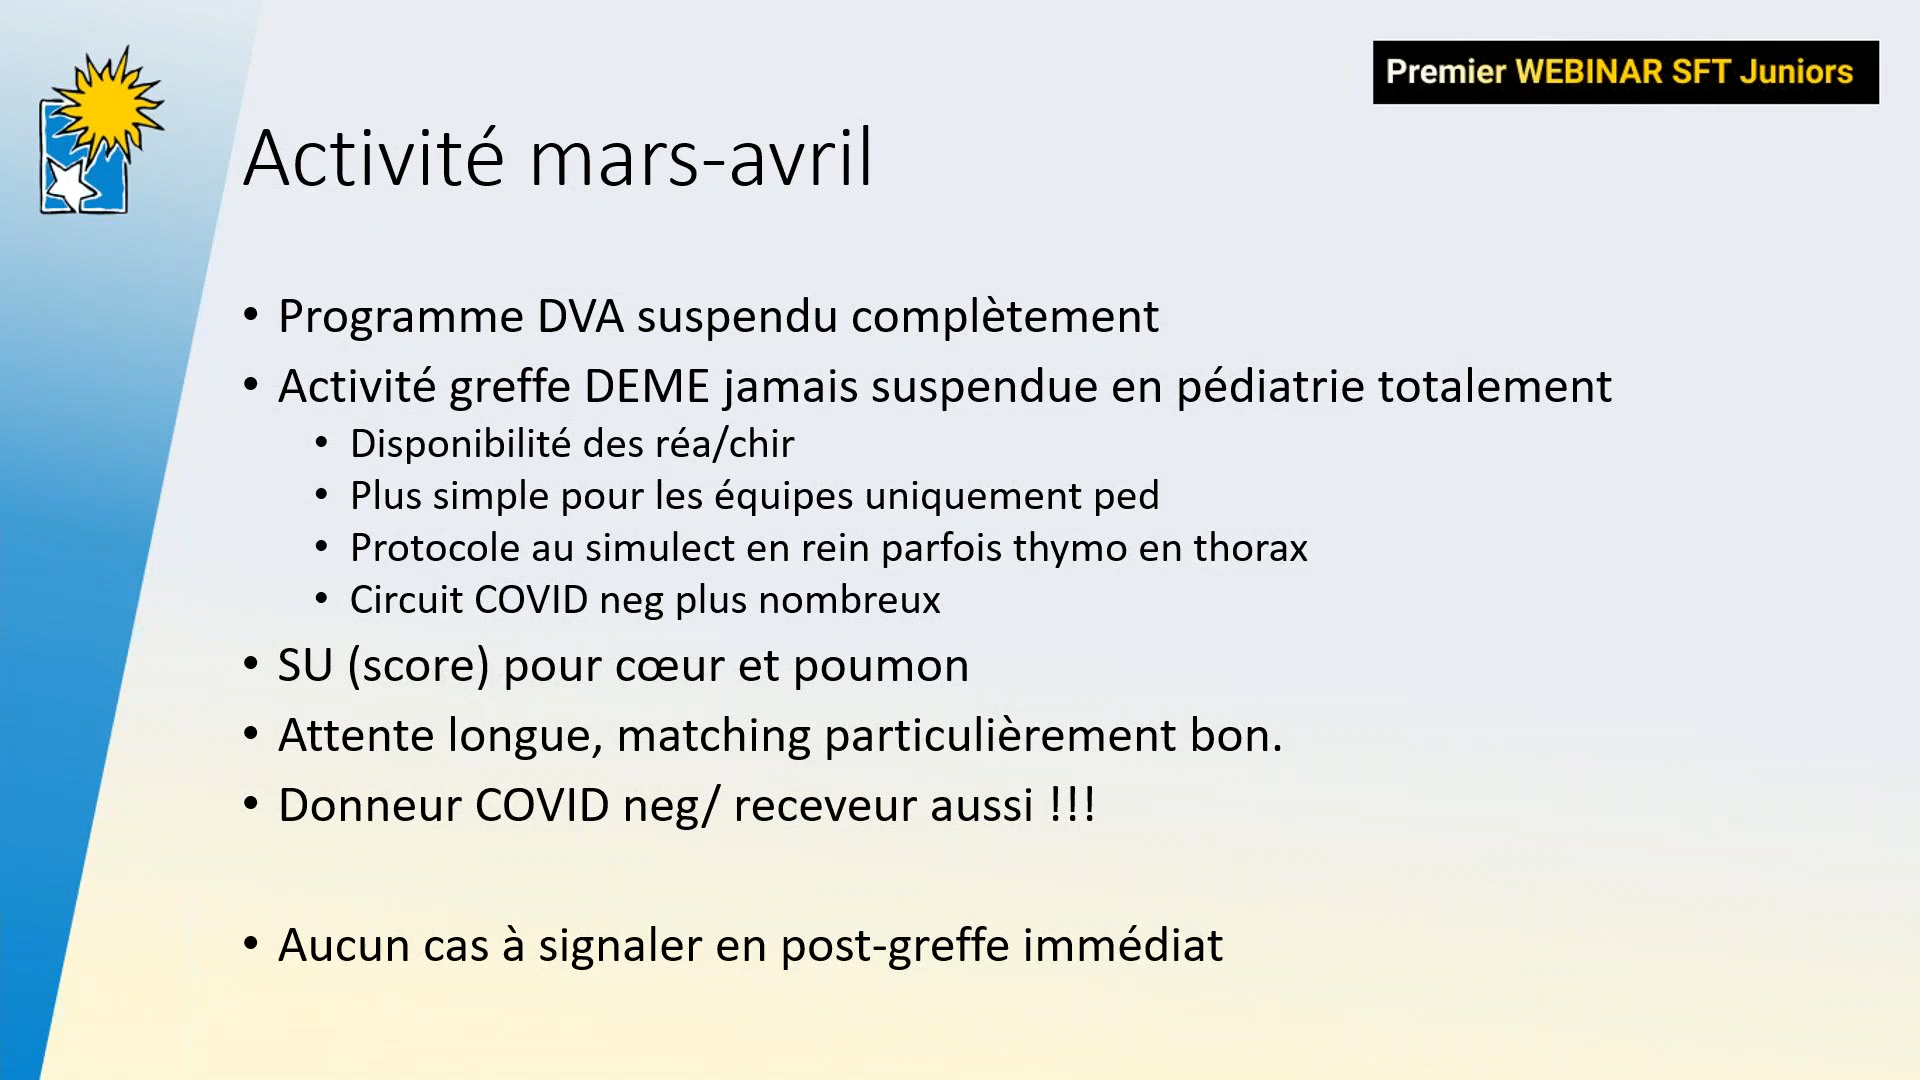 Premier WEBINAR SFT Juniors
Activité mars-avril
• Programme DVA suspendu complètement
• Activité greffe DEME jamais suspendue en pédiatrie totalement
• Disponibilité des réa/chir
• Plus simple pour les équipes uniquement ped
• Protocole au simulect en rein parfois thymo en thorax
• Circuit COVID neg plus nombreux
• SU (score) pour cœur et poumon
• Attente longue, matching particulièrement bon.
• Donneur COVID neg/ receveur aussi !!!
• Aucun cas à signaler en post-greffe immédiat